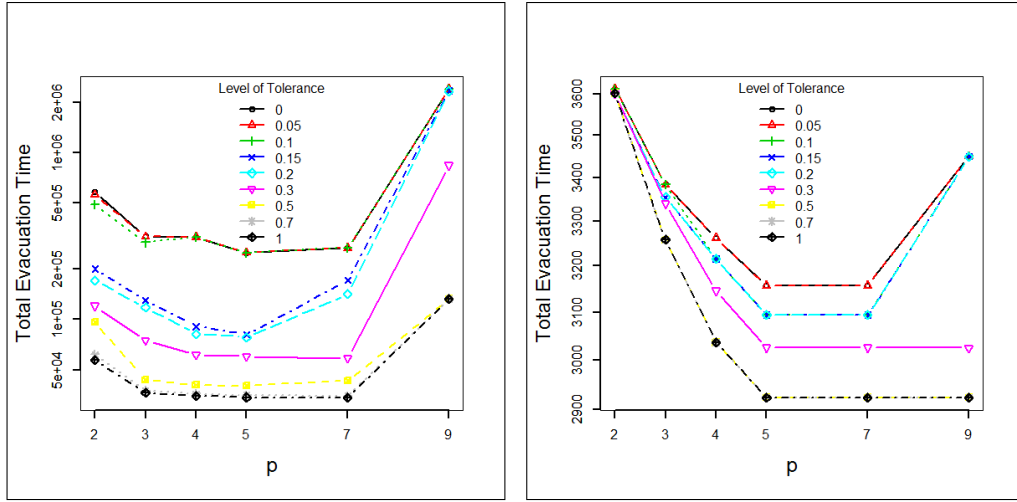 Level of Tolerance
0
0.05
0.1
0.15
0.2
0.3
0.5
0.7
1
Total Evacuation Time
2e+06
1e+06
5e+05
2e+05
1e+05
5e+04
2 3 4 5 7 9
p
Level of Tolerance
0
0.05
0.1
0.15
0.2
0.3
0.5
0.7
1
Total Evacuation Time
3600
3500
3400
3300
3200
3100
3000
2900
2 3 4 5 7 9
p